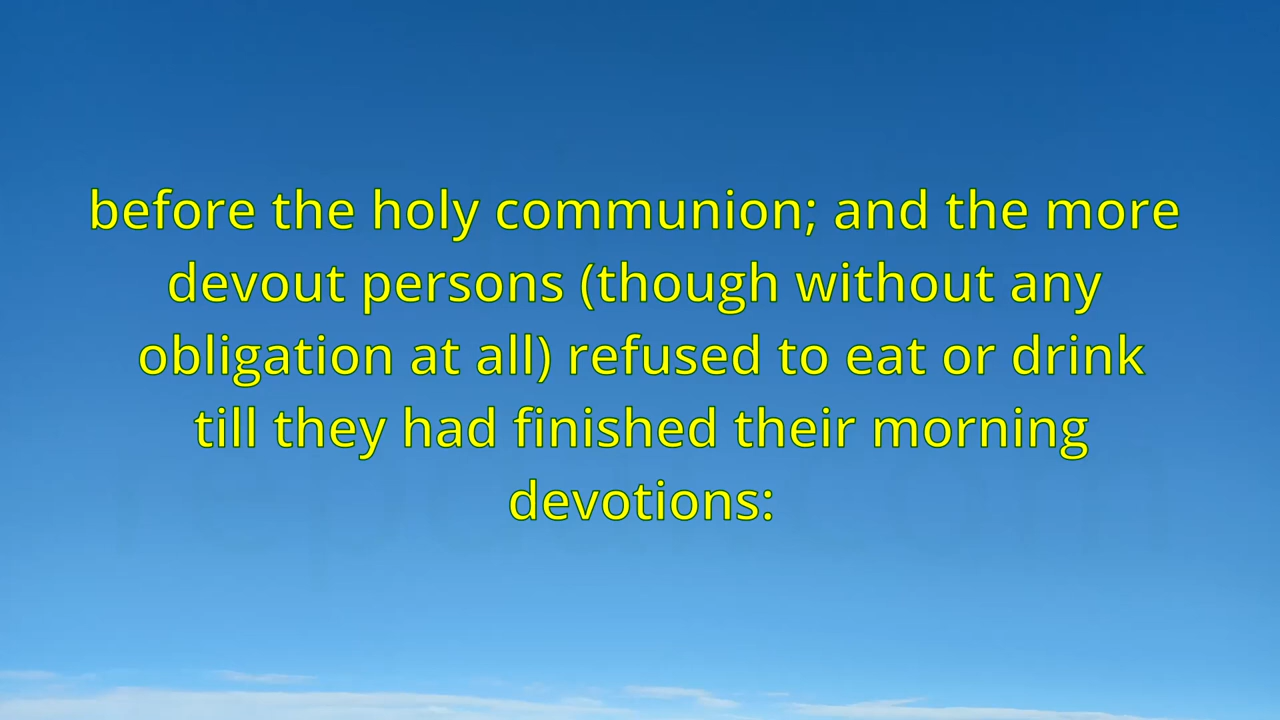 before the holy communion; and the more
devout persons (though without any
obligation at all) refused to eat or drink
till they had finished their morning
devotions: